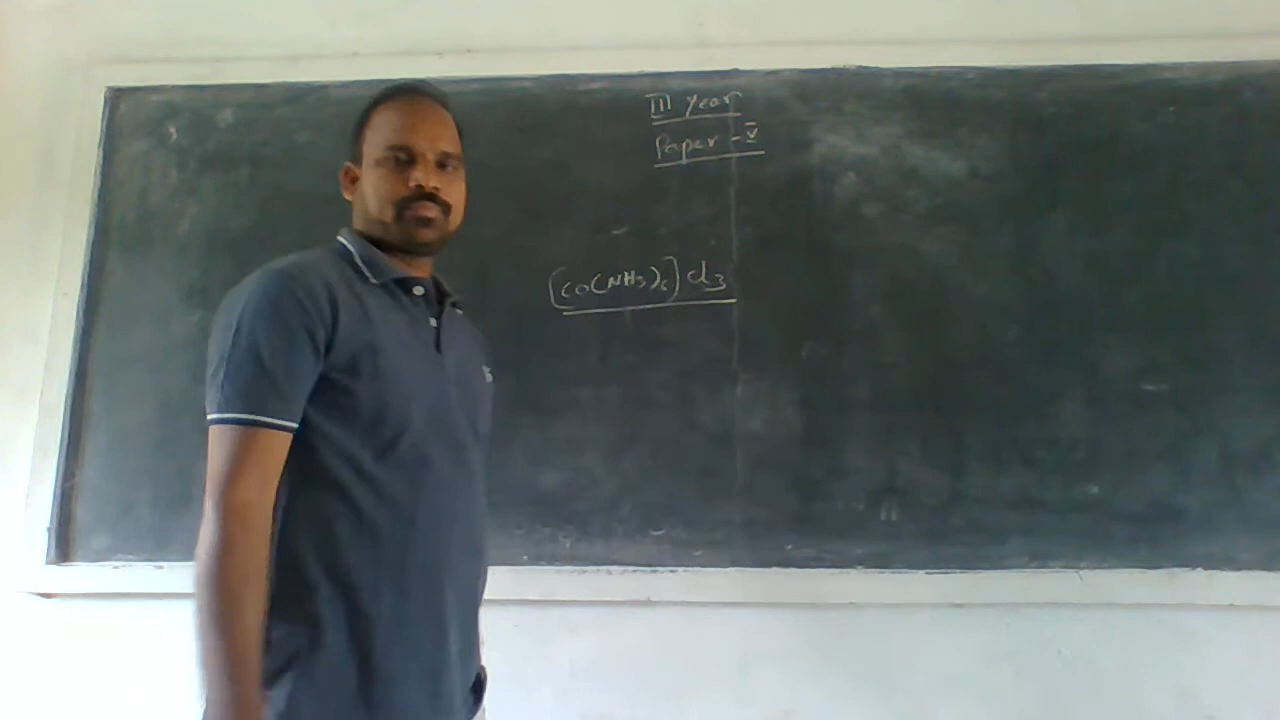 III year
Paper - V
[Co(NH3)6]Cl3